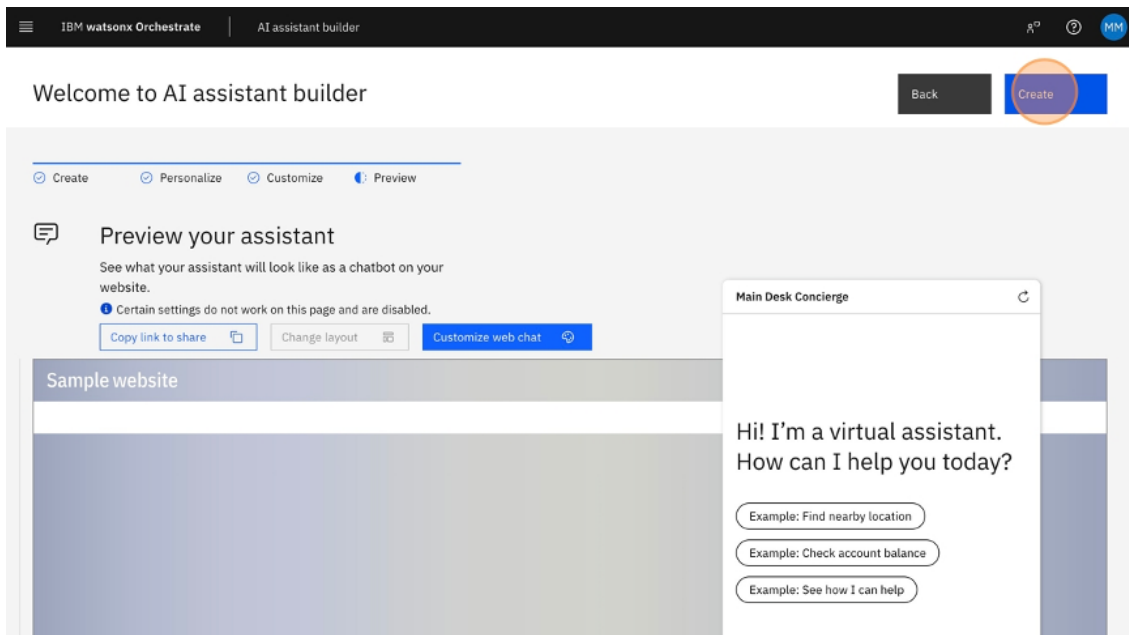 IBM watsonx Orchestrate
AI assistant builder
MM
Welcome to AI assistant builder
Back
Create
Create
Personalize
Customize
Preview
Preview your assistant
See what your assistant will look like as a chatbot on your
website.
Certain settings do not work on this page and are disabled.
Copy link to share
Change layout
Customize web chat
Sample website
Main Desk Concierge
Hi! I'm a virtual assistant.
How can I help you today?
Example: Find nearby location
Example: Check account balance
Example: See how I can help